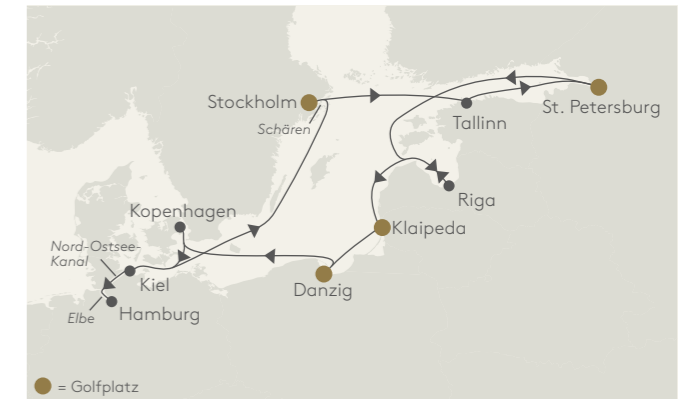 Stockholm
Schären
St. Petersburg
Tallinn
Riga
Kopenhagen
Klaipeda
Nord-Ostsee-
Kanal
Kiel
Danzig
Elbe
Hamburg
= Golfplatz